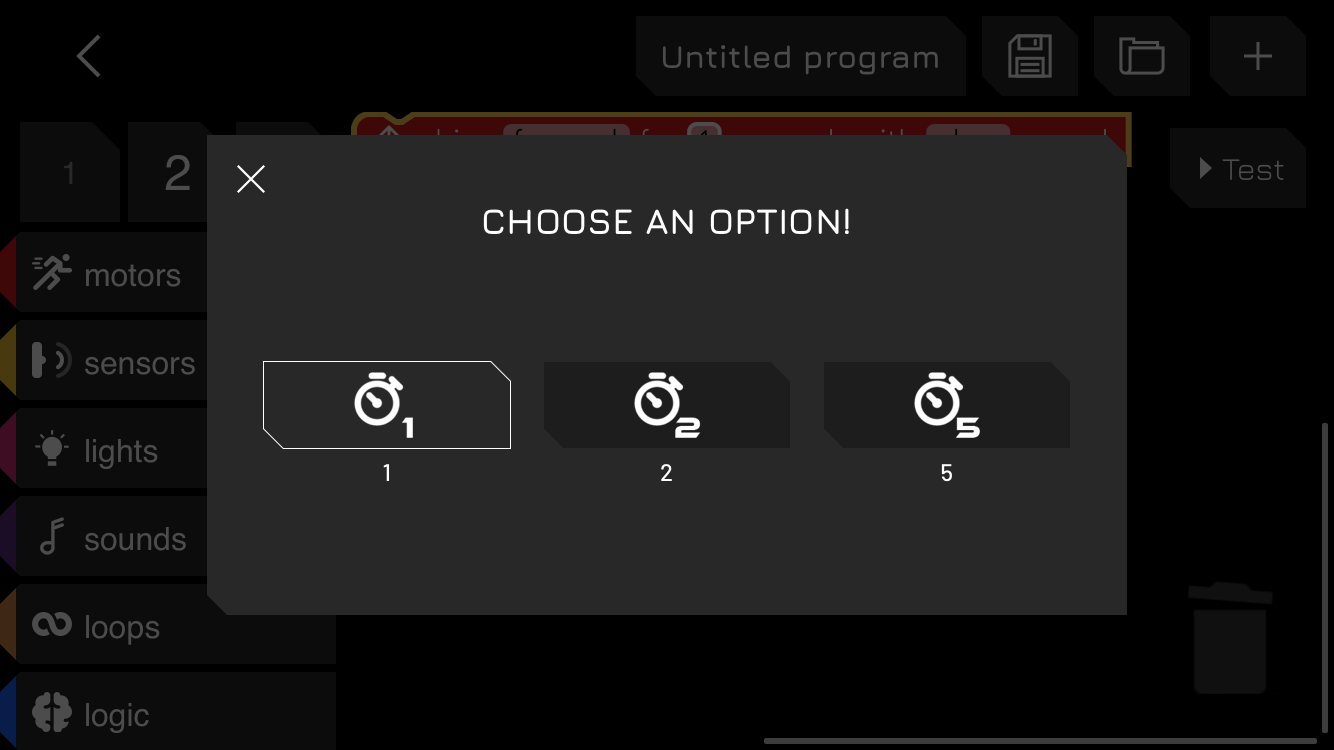 Untitled program
1
2
Test
CHOOSE AN OPTION!
motors
sensors
lights
sounds
loops
logic
1
2
5
1
2
5